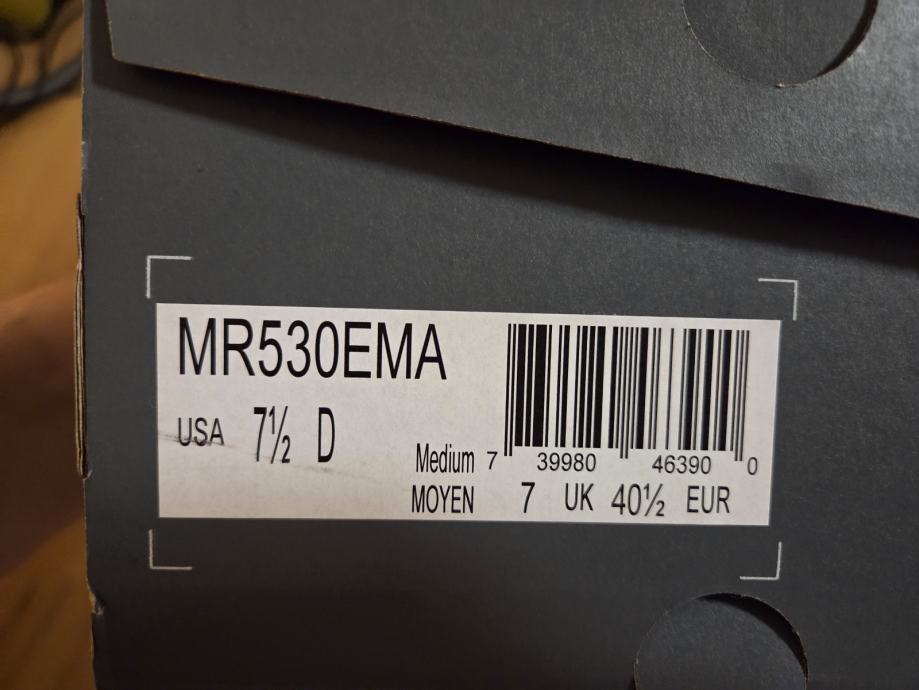 MR530EMA
USA 7½ D
Medium 7 39980 46390 0
MOYEN 7 UK 40½ EUR